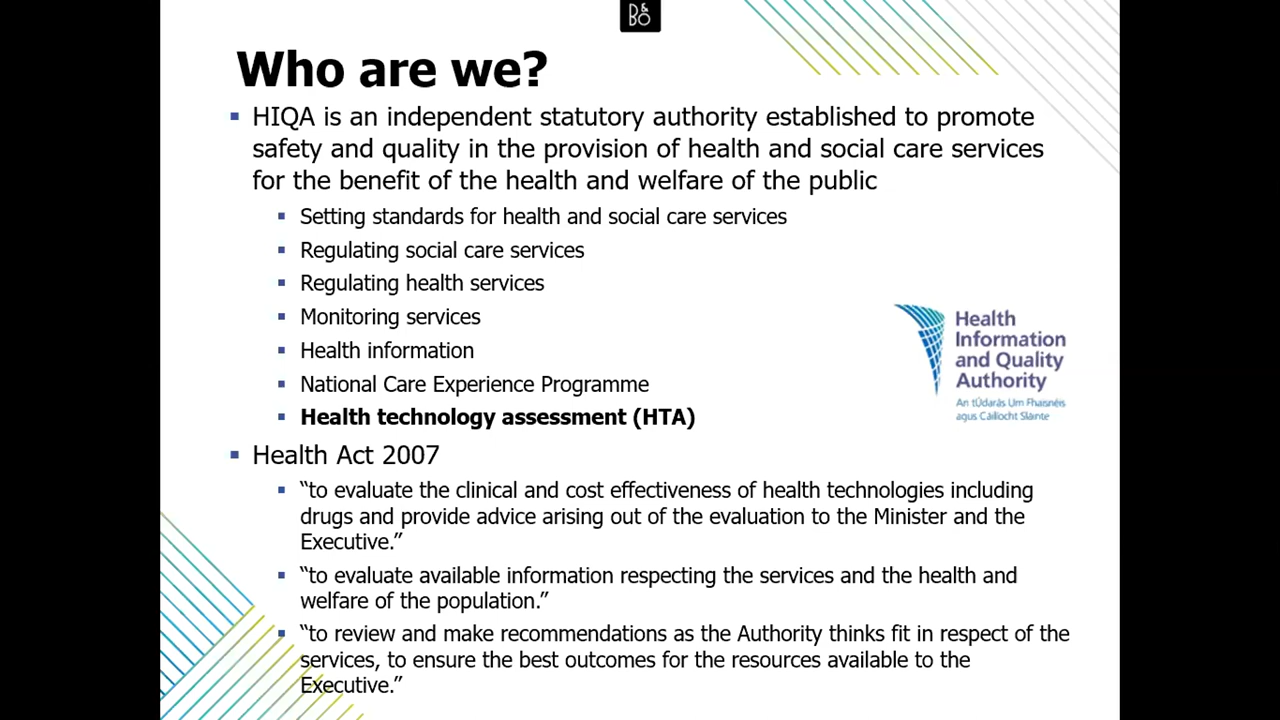 B&
BO
Who are we?
▪ HIQA is an independent statutory authority established to promote
safety and quality in the provision of health and social care services
for the benefit of the health and welfare of the public
▪ Setting standards for health and social care services
▪ Regulating social care services
▪ Regulating health services
▪ Monitoring services
▪ Health information
▪ National Care Experience Programme
▪ Health technology assessment (HTA)
Health
Information
and Quality
Authority
An tÚdarás Um Fhaisnéis
agus Cáilíocht Sláinte
▪ Health Act 2007
▪ “to evaluate the clinical and cost effectiveness of health technologies including
drugs and provide advice arising out of the evaluation to the Minister and the
Executive.”
▪ “to evaluate available information respecting the services and the health and
welfare of the population.”
▪ “to review and make recommendations as the Authority thinks fit in respect of the
services, to ensure the best outcomes for the resources available to the
Executive.”